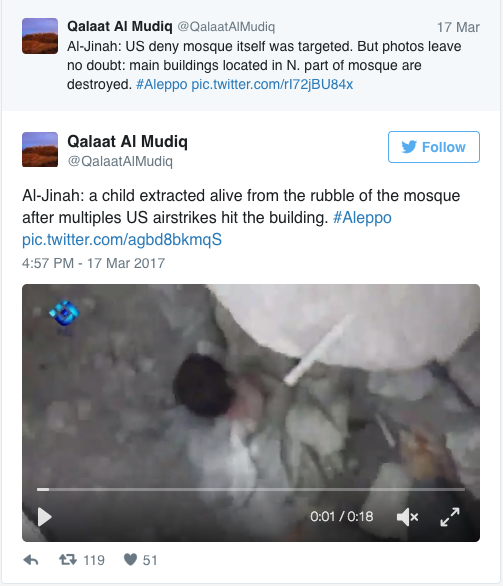 Qalaat Al Mudiq @QalaatAlMudiq 17 Mar
Al-Jinah: US deny mosque itself was targeted. But photos leave
no doubt: main buildings located in N. part of mosque are
destroyed. #Aleppo pic.twitter.com/rI72jBU84x
Qalaat Al Mudiq
@QalaatAlMudiq
Follow
Al-Jinah: a child extracted alive from the rubble of the mosque
after multiples US airstrikes hit the building. #Aleppo
pic.twitter.com/agbd8bkmqS
4:57 PM - 17 Mar 2017
0:01 / 0:18
119 51